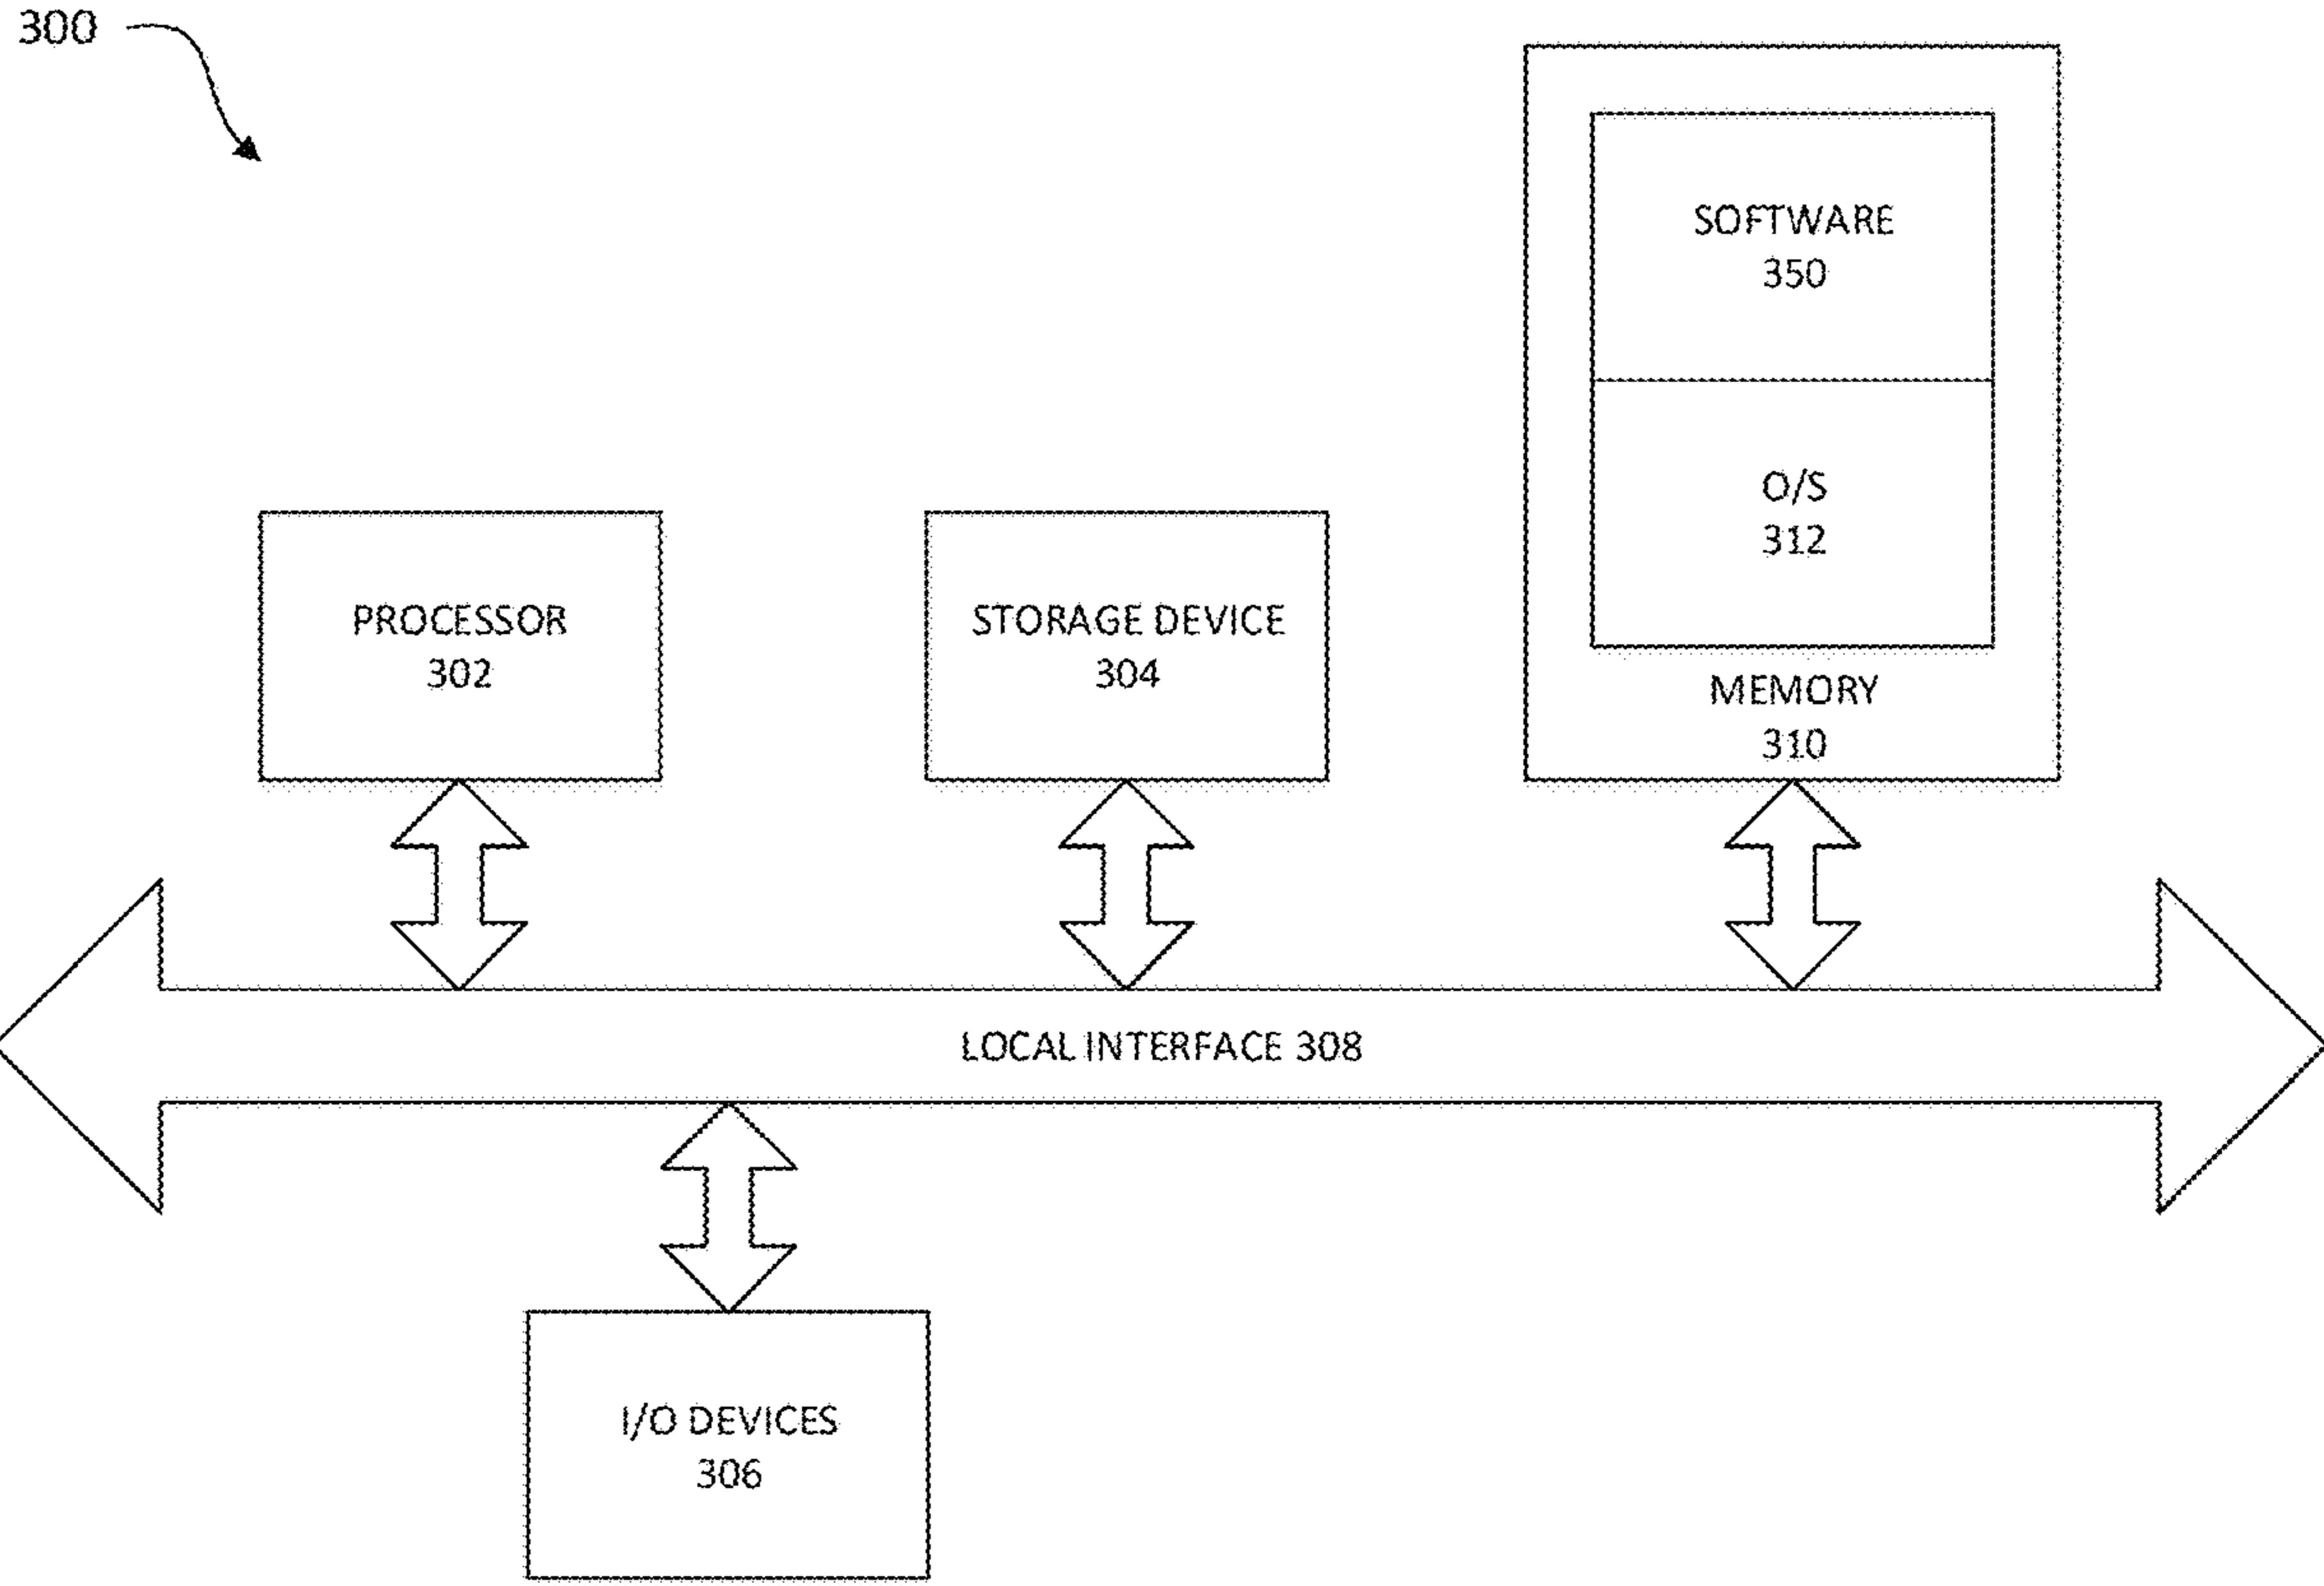 300
SOFTWARE
350
O/S
312
PROCESSOR
302
STORAGE DEVICE
304
MEMORY
310
LOCAL INTERFACE 308
I/O DEVICES
306